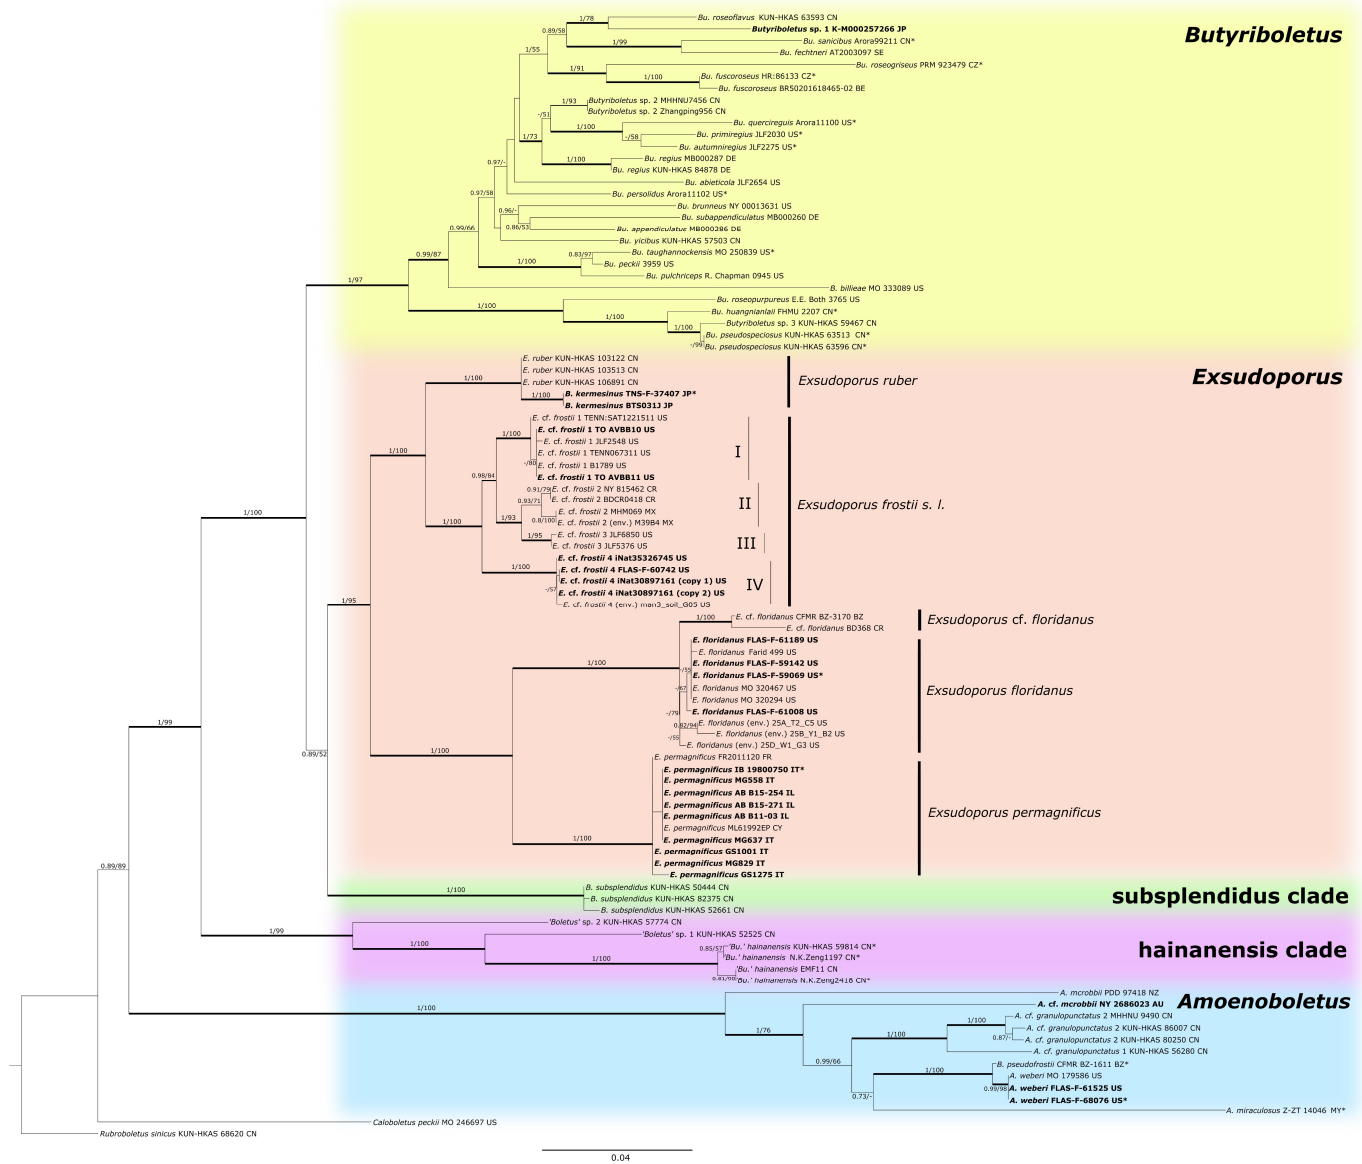 Butyriboletus
1/78
Bu. roseoflavus KUN-HKAS 63593 CN
0.89/58
Butyriboletus sp. 1 K-M000257266 JP
1/99
Bu. sanicibus Arora99211 CN*
1/55
Bu. fechtneri AT2003097 SE
1/91
Bu. roseogriseus PRM 923479 CZ*
1/100
Bu. fuscoroseus HR:86133 CZ*
Bu. fuscoroseus BR50201618465-02 BE
1/93
Butyriboletus sp. 2 MHHNU7456 CN
Butyriboletus sp. 2 Zhangping956 CN
-/51
1/100
Bu. querciregius Arora11100 US*
1/73
-/58
Bu. primiregius JLF2030 US*
Bu. autumniregius JLF2275 US*
1/100
Bu. regius MB000287 DE
0.97/-
Bu. regius KUN-HKAS 84878 DE
Bu. abieticola JLF2654 US
0.97/58
Bu. persolidus Arora11102 US*
0.96/-
Bu. brunneus NY 00013631 US
Bu. subappendiculatus MB000260 DE
0.86/53
Bu. appendiculatus MB000286 DE
0.99/66
Bu. yicibus KUN-HKAS 57503 CN
0.83/97
Bu. taughannockensis MO 250839 US*
0.99/87
1/100
Bu. peckii 3959 US
Bu. pulchriceps R. Chapman 0945 US
1/97
B. billieae MO 333089 US
1/100
Bu. roseopurpureus E.E. Both 3765 US
Bu. huangnianlaii FHMU 2207 CN*
1/100
Butyriboletus sp. 3 KUN-HKAS 59467 CN
1/100
Bu. pseudospeciosus KUN-HKAS 63513 CN*
-/99
Bu. pseudospeciosus KUN-HKAS 63596 CN*
Exsudoporus
E. ruber KUN-HKAS 103122 CN
E. ruber KUN-HKAS 103513 CN
1/100
E. ruber KUN-HKAS 106891 CN
Exsudoporus ruber
1/100
B. kermesinus TNS-F-37407 JP*
B. kermesinus BTS031J JP
E. cf. frostii 1 TENN:SAT1221511 US
E. cf. frostii 1 TO AVBB10 US
1/100
E. cf. frostii 1 JLF2548 US
I
1/100
E. cf. frostii 1 TENN067311 US
-/80
E. cf. frostii 1 B1789 US
0.98/84
E. cf. frostii 1 TO AVBB11 US
0.91/79
E. cf. frostii 2 NY 815462 CR
0.93/71
E. cf. frostii 2 BDCR0418 CR
II
Exsudoporus frostii s. l.
1/93
E. cf. frostii 2 MHM069 MX
0.8/100
E. cf. frostii 2 (env.) M39B4 MX
1/100
1/95
E. cf. frostii 3 JLF6850 US
III
E. cf. frostii 3 JLF5376 US
E. cf. frostii 4 iNat35326745 US
1/100
E. cf. frostii 4 FLAS-F-60742 US
E. cf. frostii 4 iNat30897161 (copy 1) US
IV
-/57
E. cf. frostii 4 iNat30897161 (copy 2) US
E. cf. frostii 4 (env.) man3_soil_G05 US
1/100
1/95
1/100
E. cf. floridanus CFMR BZ-3170 BZ
Exsudoporus cf. floridanus
E. cf. floridanus BD368 CR
E. floridanus FLAS-F-61189 US
E. floridanus Farid 499 US
1/100
E. floridanus FLAS-F-59142 US
-/55
E. floridanus FLAS-F-59069 US*
-/67
E. floridanus MO 320467 US
Exsudoporus floridanus
E. floridanus MO 320294 US
-/79
E. floridanus FLAS-F-61008 US
0.82/94
E. floridanus (env.) 25A_T2_C5 US
-/55
E. floridanus (env.) 25B_Y1_B2 US
E. floridanus (env.) 25D_W1_G3 US
1/99
0.89/52
1/100
E. permagnificus FR2011120 FR
E. permagnificus IB 19800750 IT*
E. permagnificus MG558 IT
E. permagnificus AB B15-254 IL
E. permagnificus AB B15-271 IL
E. permagnificus AB B11-03 IL
Exsudoporus permagnificus
E. permagnificus ML61992EP CY
1/100
E. permagnificus MG637 IT
E. permagnificus GS1001 IT
0.89/89
E. permagnificus MG829 IT
E. permagnificus GS1275 IT
1/100
B. subsplendidus KUN-HKAS 50444 CN
B. subsplendidus KUN-HKAS 82375 CN
subsplendidus clade
B. subsplendidus KUN-HKAS 52661 CN
1/99
'Boletus' sp. 2 KUN-HKAS 57774 CN
1/100
'Boletus' sp. 1 KUN-HKAS 52525 CN
0.85/57
'Bu.' hainanensis KUN-HKAS 59814 CN*
hainanensis clade
1/100
'Bu.' hainanensis N.K.Zeng1197 CN*
'Bu.' hainanensis EMF11 CN
'Bu.' hainanensis N.K.Zeng2418 CN*
Amoenoboletus
A. mcrobbii PDD 97418 NZ
A. cf. mcrobbii NY 2686023 AU
1/100
1/100
A. cf. granulopunctatus 2 MHHNU 9490 CN
1/76
A. cf. granulopunctatus 2 KUN-HKAS 86007 CN
1/100
0.87/-
A. cf. granulopunctatus 2 KUN-HKAS 80250 CN
A. cf. granulopunctatus 1 KUN-HKAS 56280 CN
0.99/66
B. pseudofrostii CFMR BZ-1611 BZ*
1/100
A. weberi MO 179586 US
0.99/98
A. weberi FLAS-F-61525 US
0.73/-
A. weberi FLAS-F-68076 US*
A. miraculosus Z-ZT 14046 MY*
Caloboletus peckii MO 246697 US
Rubroboletus sinicus KUN-HKAS 68620 CN
0.04